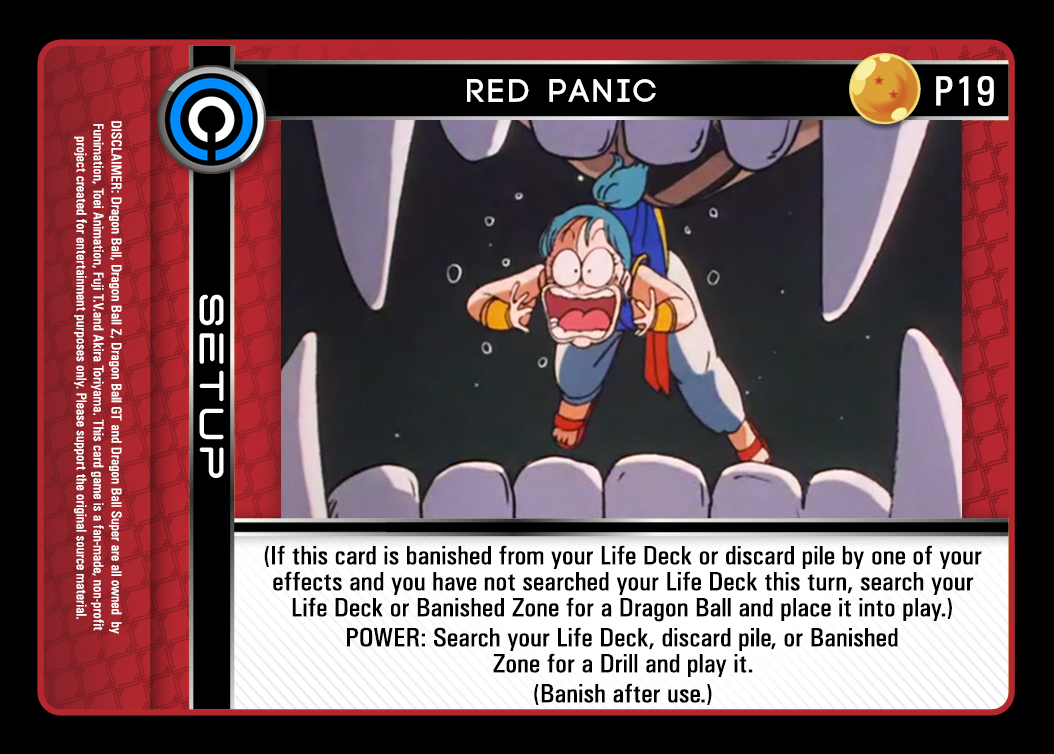 RED PANIC
P19
SETUP
DISCLAIMER: Dragon Ball, Dragon Ball Z, Dragon Ball GT and Dragon Ball Super are all owned by
Funimation, Toei Animation, Fuji T.V.and Akira Toriyama. This card game is a fan-made, non-profit
project created for entertainment purposes only. Please support the original source material.
(If this card is banished from your Life Deck or discard pile by one of your
effects and you have not searched your Life Deck this turn, search your
Life Deck or Banished Zone for a Dragon Ball and place it into play.)
POWER: Search your Life Deck, discard pile, or Banished
Zone for a Drill and play it.
(Banish after use.)